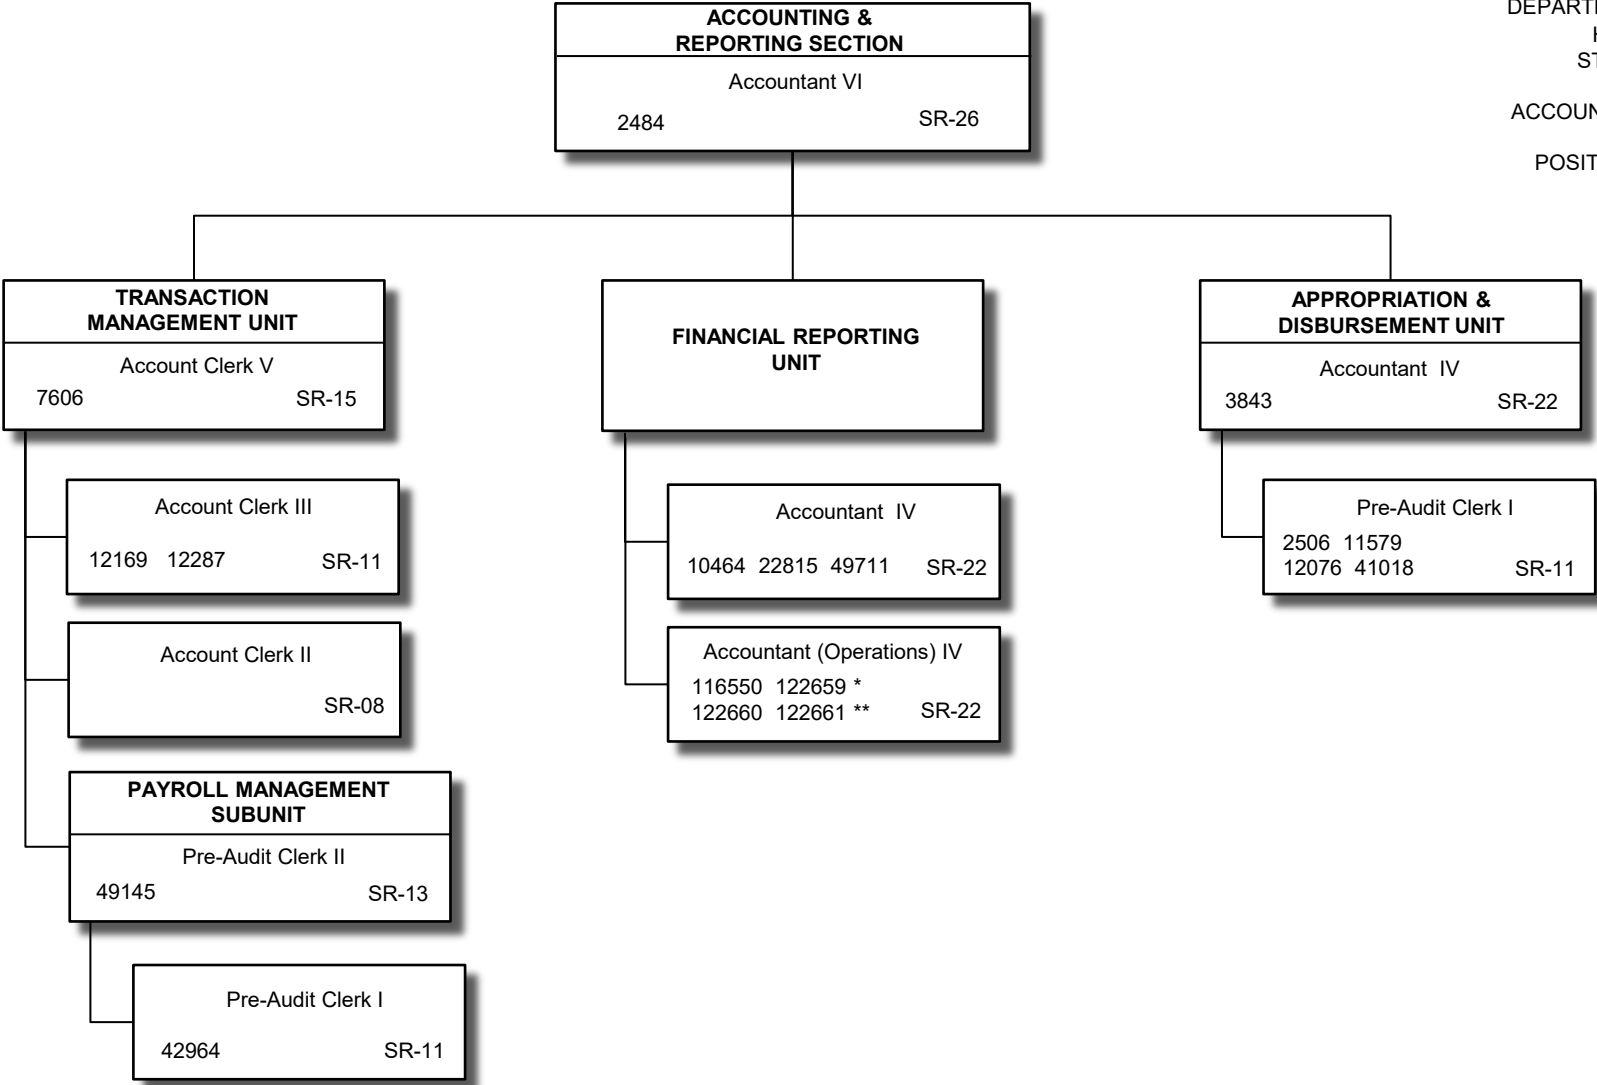 ACCOUNTING &
REPORTING SECTION
Accountant VI
2484 SR-26
ACCOUN
POSIT
TRANSACTION
MANAGEMENT UNIT
Account Clerk V
7606 SR-15
FINANCIAL REPORTING
UNIT
APPROPRIATION &
DISBURSEMENT UNIT
Accountant IV
3843 SR-22
Account Clerk III
12169 12287 SR-11
Account Clerk II
SR-08
PAYROLL MANAGEMENT
SUBUNIT
Pre-Audit Clerk II
49145 SR-13
Pre-Audit Clerk I
42964 SR-11
Accountant IV
10464 22815 49711 SR-22
Accountant (Operations) IV
116550 122659 *
122660 122661 ** SR-22
Pre-Audit Clerk I
2506 11579
12076 41018 SR-11